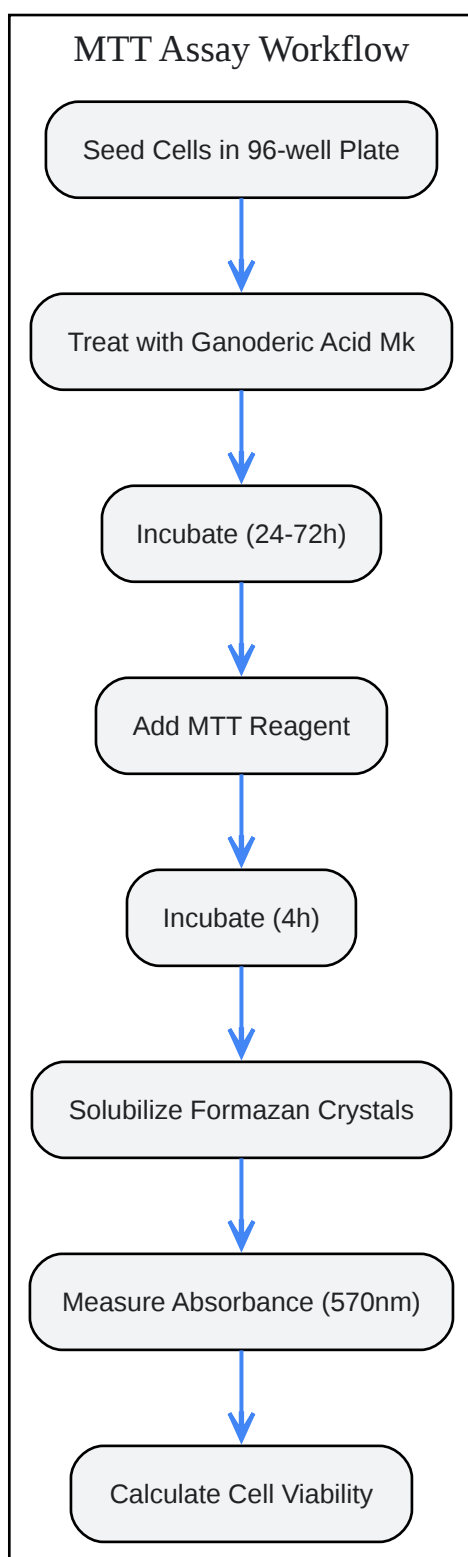 MTT Assay Workflow
Seed Cells in 96-well Plate
Treat with Ganoderic Acid Mk
Incubate (24-72h)
Add MTT Reagent
Incubate (4h)
Solubilize Formazan Crystals
Measure Absorbance (570nm)
Calculate Cell Viability